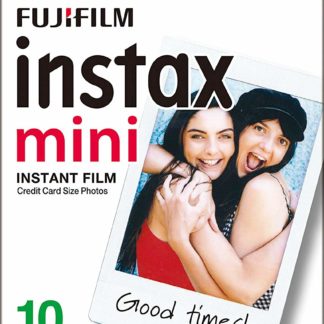 FUJIFILM
instax
mini
INSTANT FILM
Credit Card Size Photos
Good times!
10